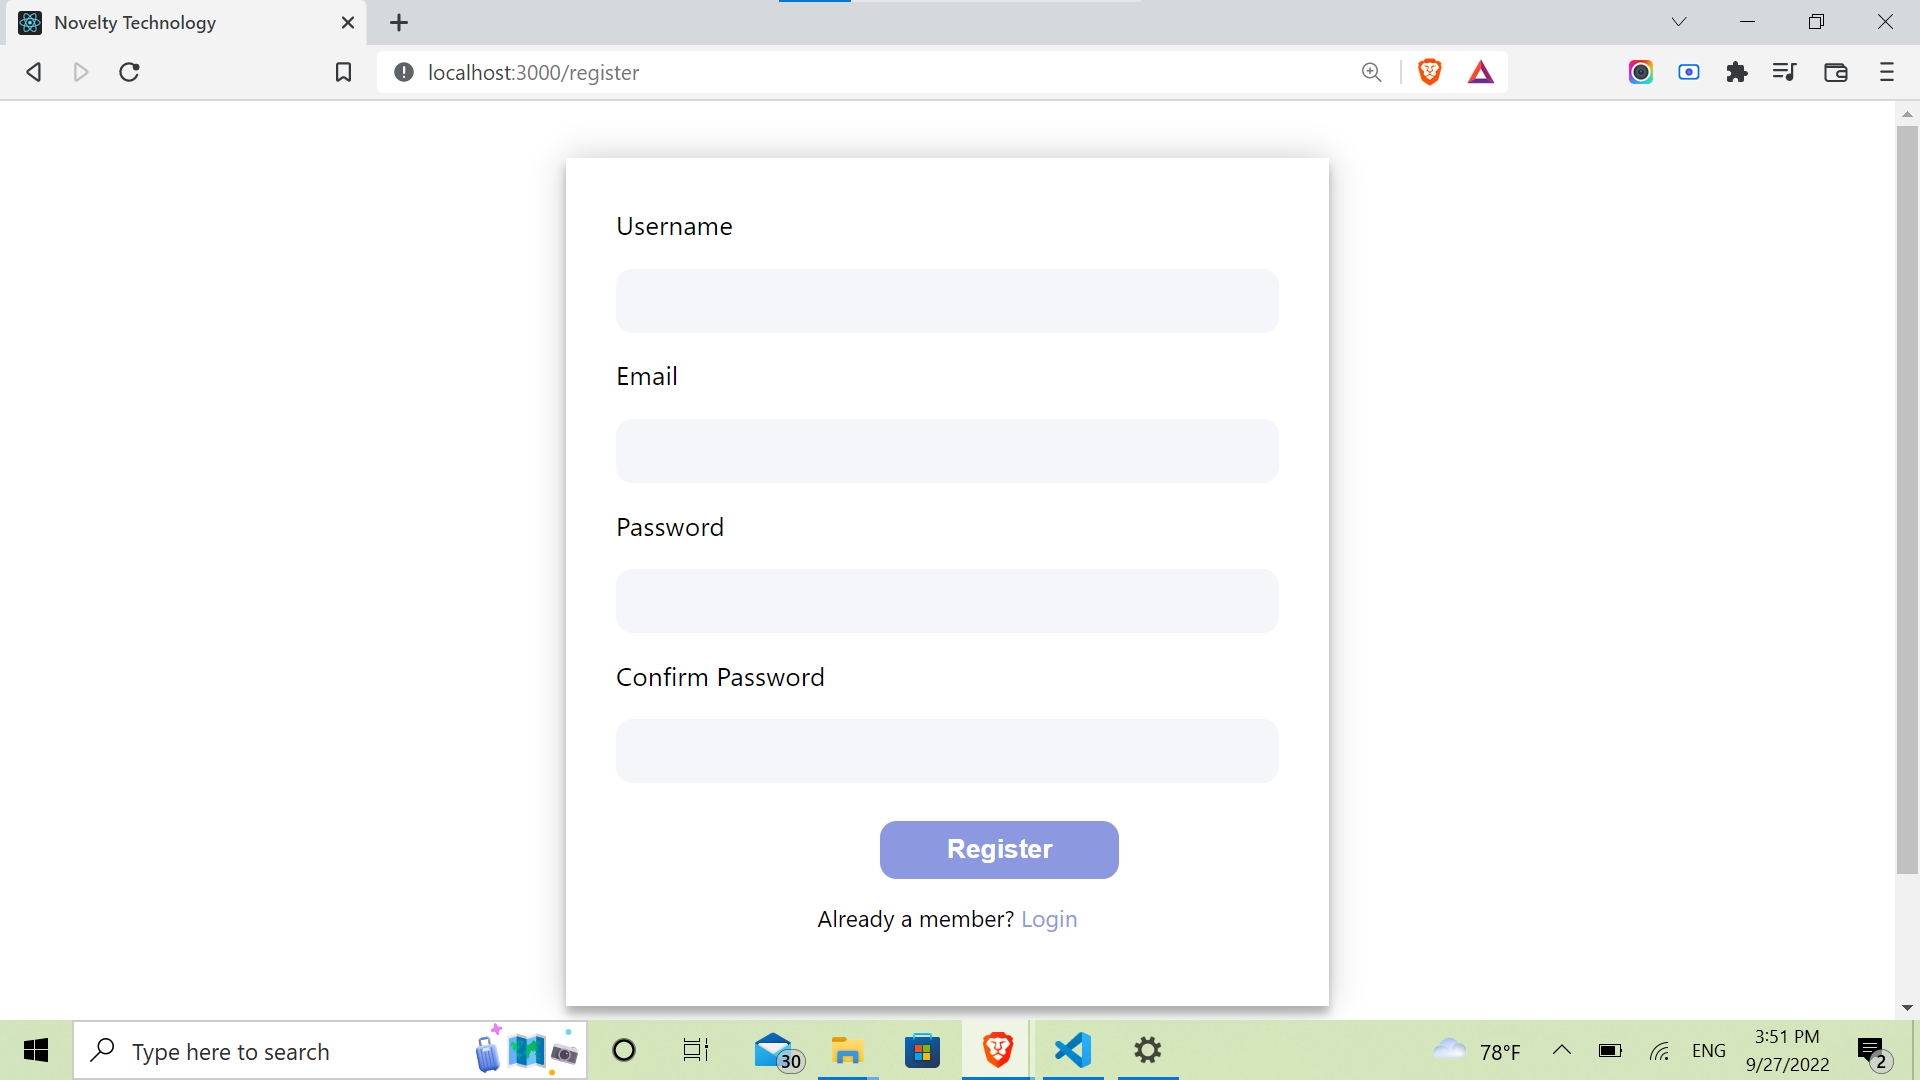 Novelty Technology
localhost:3000/register
Username
Email
Password
Confirm Password
Register
Already a member? Login
Type here to search
30
78°F
ENG
3:51 PM
9/27/2022
2